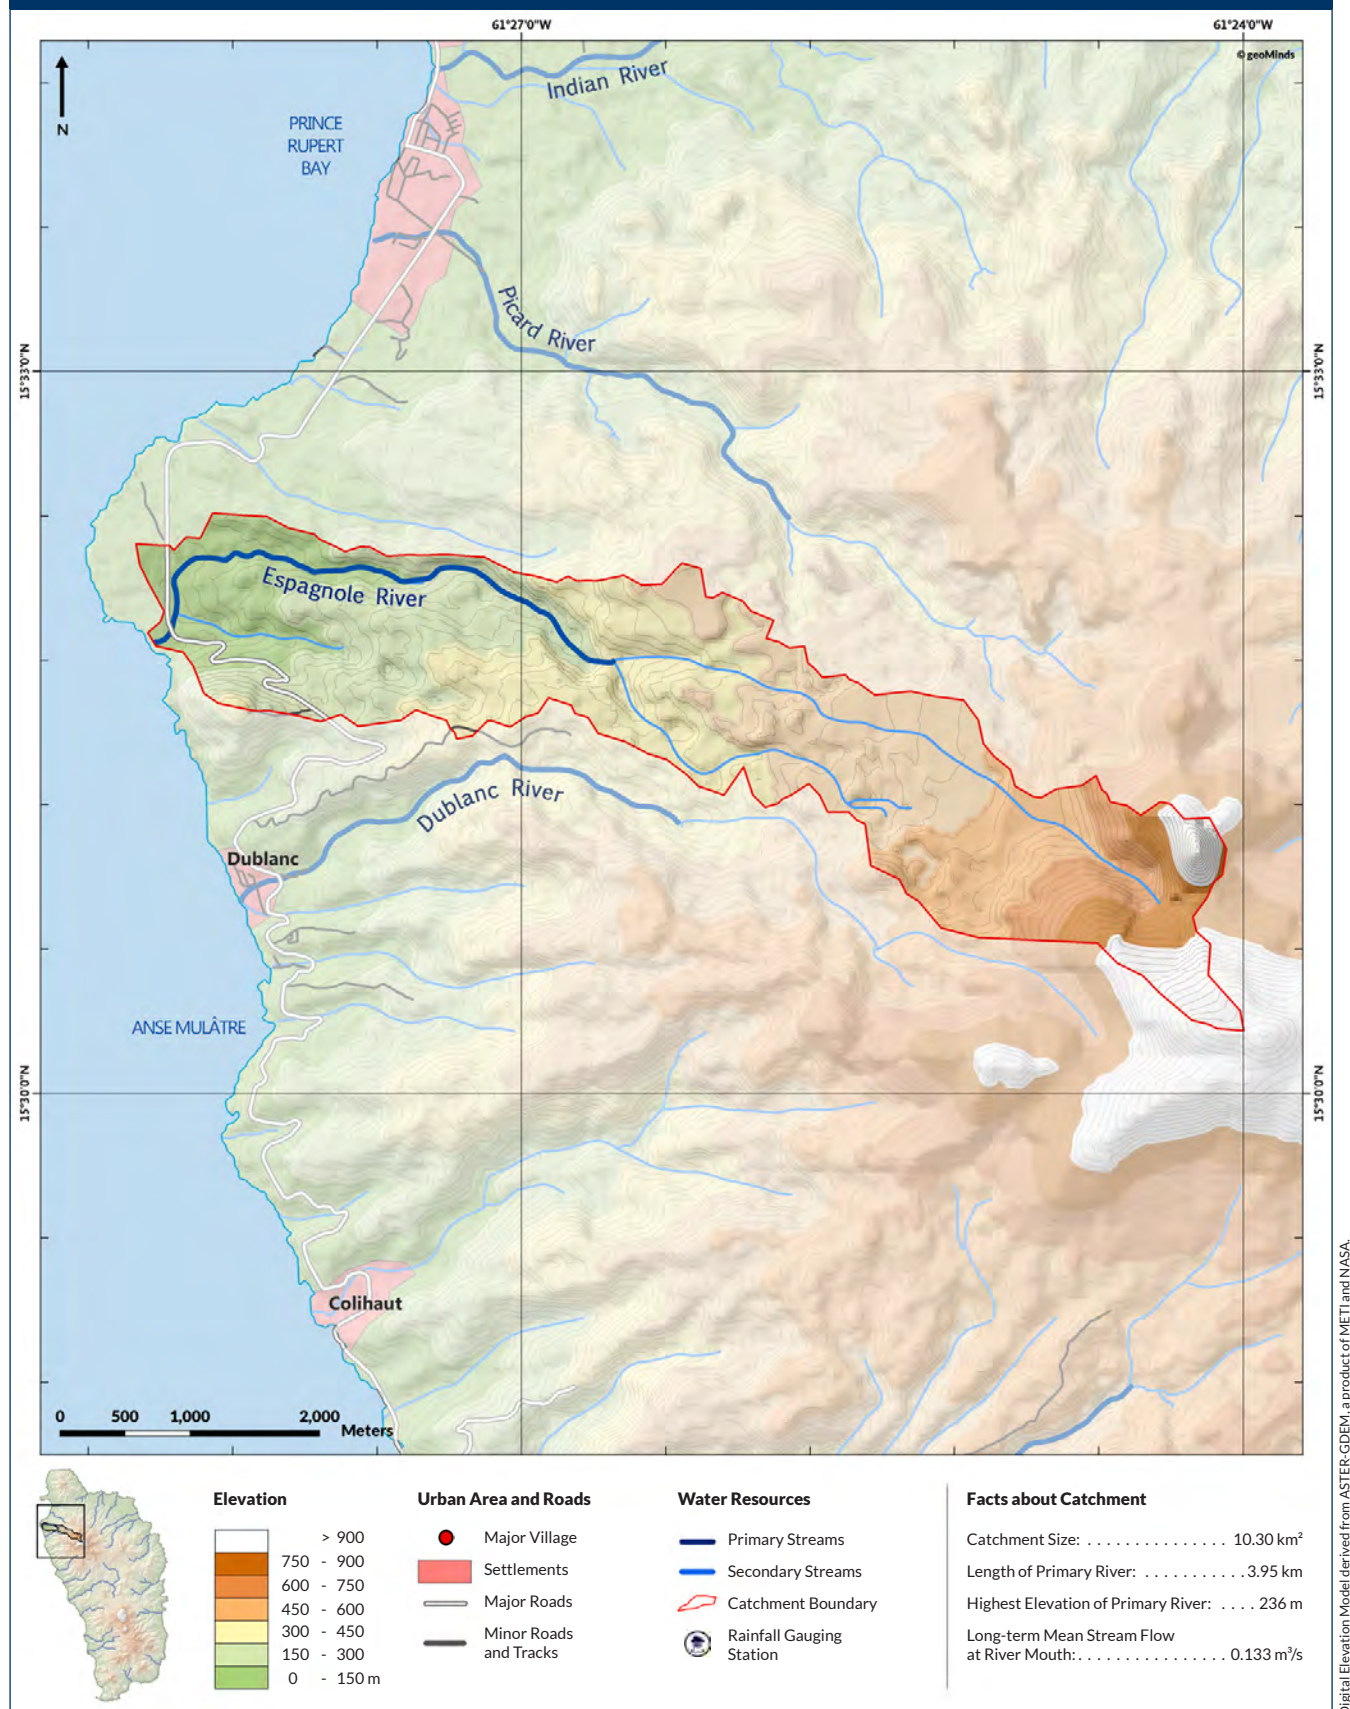 61°27'0"W
61°24'0"W
© geoMinds
N
PRINCE
RUPERT
BAY
Indian River
Picard River
15°33'0"N
15°33'0"N
Espagnole River
Dublanc River
Dublanc
ANSE MULÂTRE
15°30'0"N
15°30'0"N
Colihaut
0 500 1,000 2,000
Meters
Elevation
> 900
750 - 900
600 - 750
450 - 600
300 - 450
150 - 300
0 - 150 m
Urban Area and Roads
Major Village
Settlements
Major Roads
Minor Roads
and Tracks
Water Resources
Primary Streams
Secondary Streams
Catchment Boundary
Rainfall Gauging
Station
Facts about Catchment
Catchment Size: . . . . . . . . . . . . . . . 10.30 km²
Length of Primary River: . . . . . . . . . . . 3.95 km
Highest Elevation of Primary River: . . . . 236 m
Long-term Mean Stream Flow
at River Mouth: . . . . . . . . . . . . . . . . 0.133 m³/s
Digital Elevation Model derived from ASTER-GDEM, a product of METI and NASA.